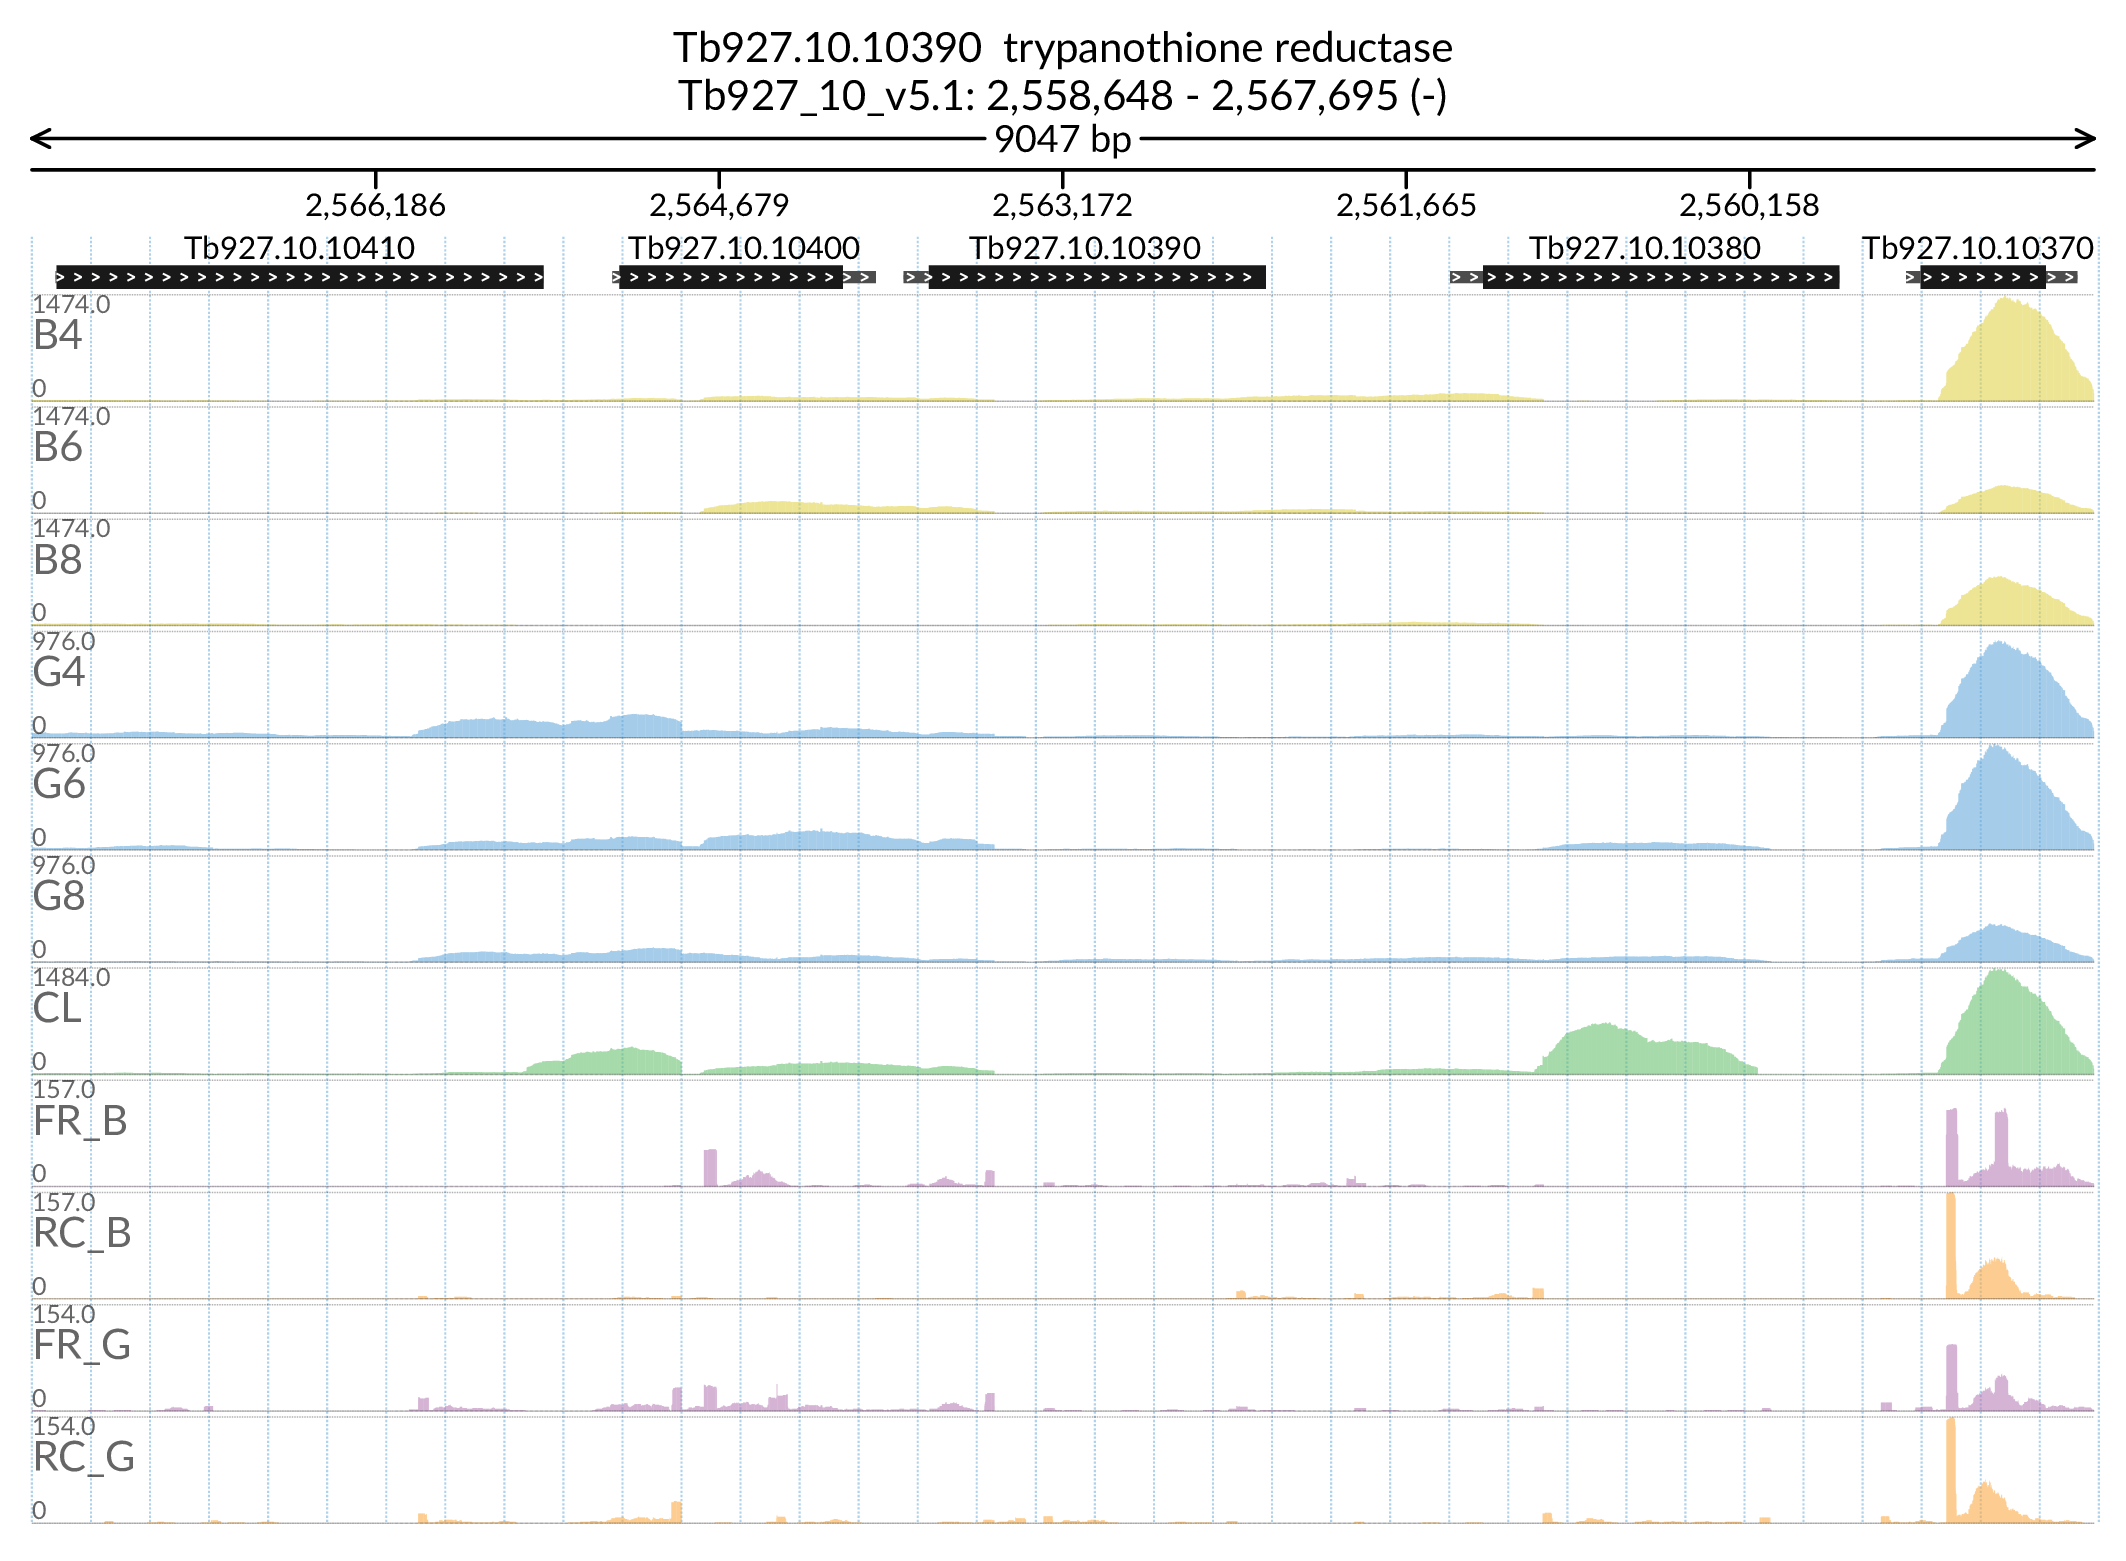 Tb927.10.10390  trypanothione reductase
Tb927_10_v5.1: 2,558,648 - 2,567,695 (-)
9047 bp
2,566,186 2,564,679 2,563,172 2,561,665 2,560,158
Tb927.10.10410 Tb927.10.10400 Tb927.10.10390 Tb927.10.10380 Tb927.10.10370
1474.0
B4
0
1474.0
B6
0
1474.0
B8
0
976.0
G4
0
976.0
G6
0
976.0
G8
0
1484.0
CL
0
157.0
FR_B
0
157.0
RC_B
0
154.0
FR_G
0
154.0
RC_G
0